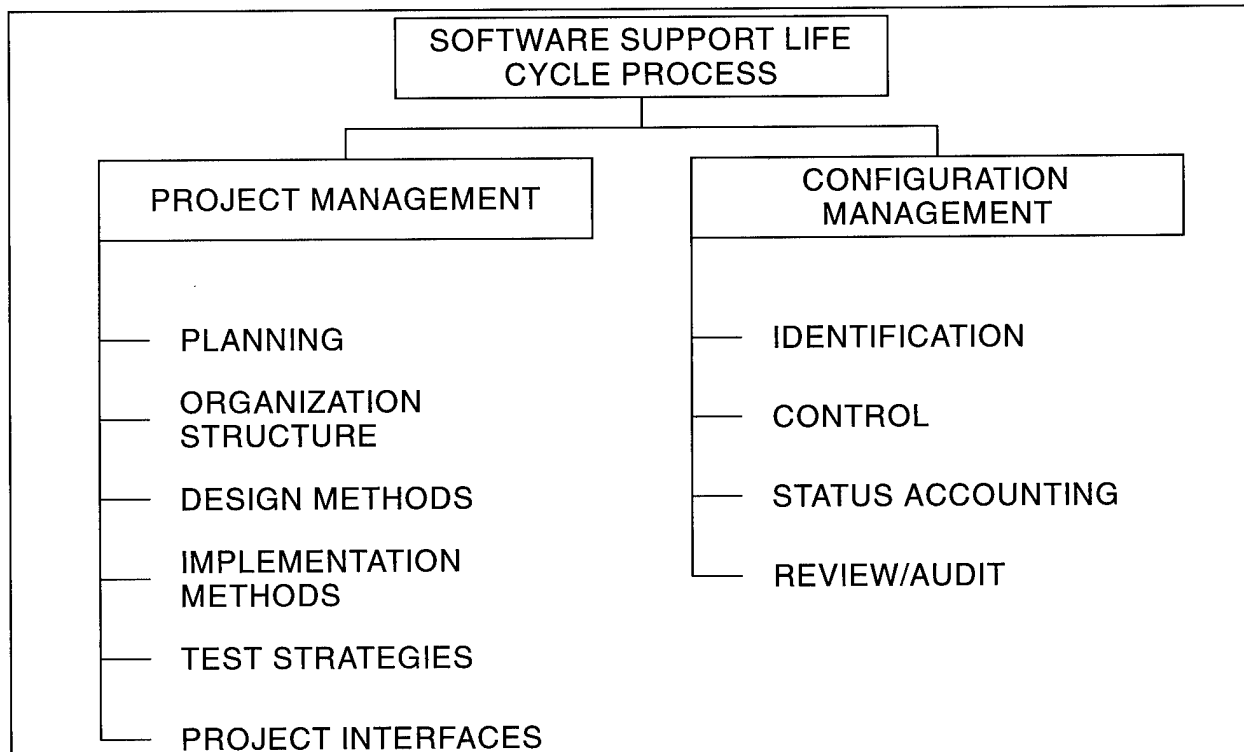 SOFTWARE SUPPORT LIFE
CYCLE PROCESS
PROJECT MANAGEMENT
PLANNING
ORGANIZATION
STRUCTURE
DESIGN METHODS
IMPLEMENTATION
METHODS
TEST STRATEGIES
PROJECT INTERFACES
CONFIGURATION
MANAGEMENT
IDENTIFICATION
CONTROL
STATUS ACCOUNTING
REVIEW/AUDIT